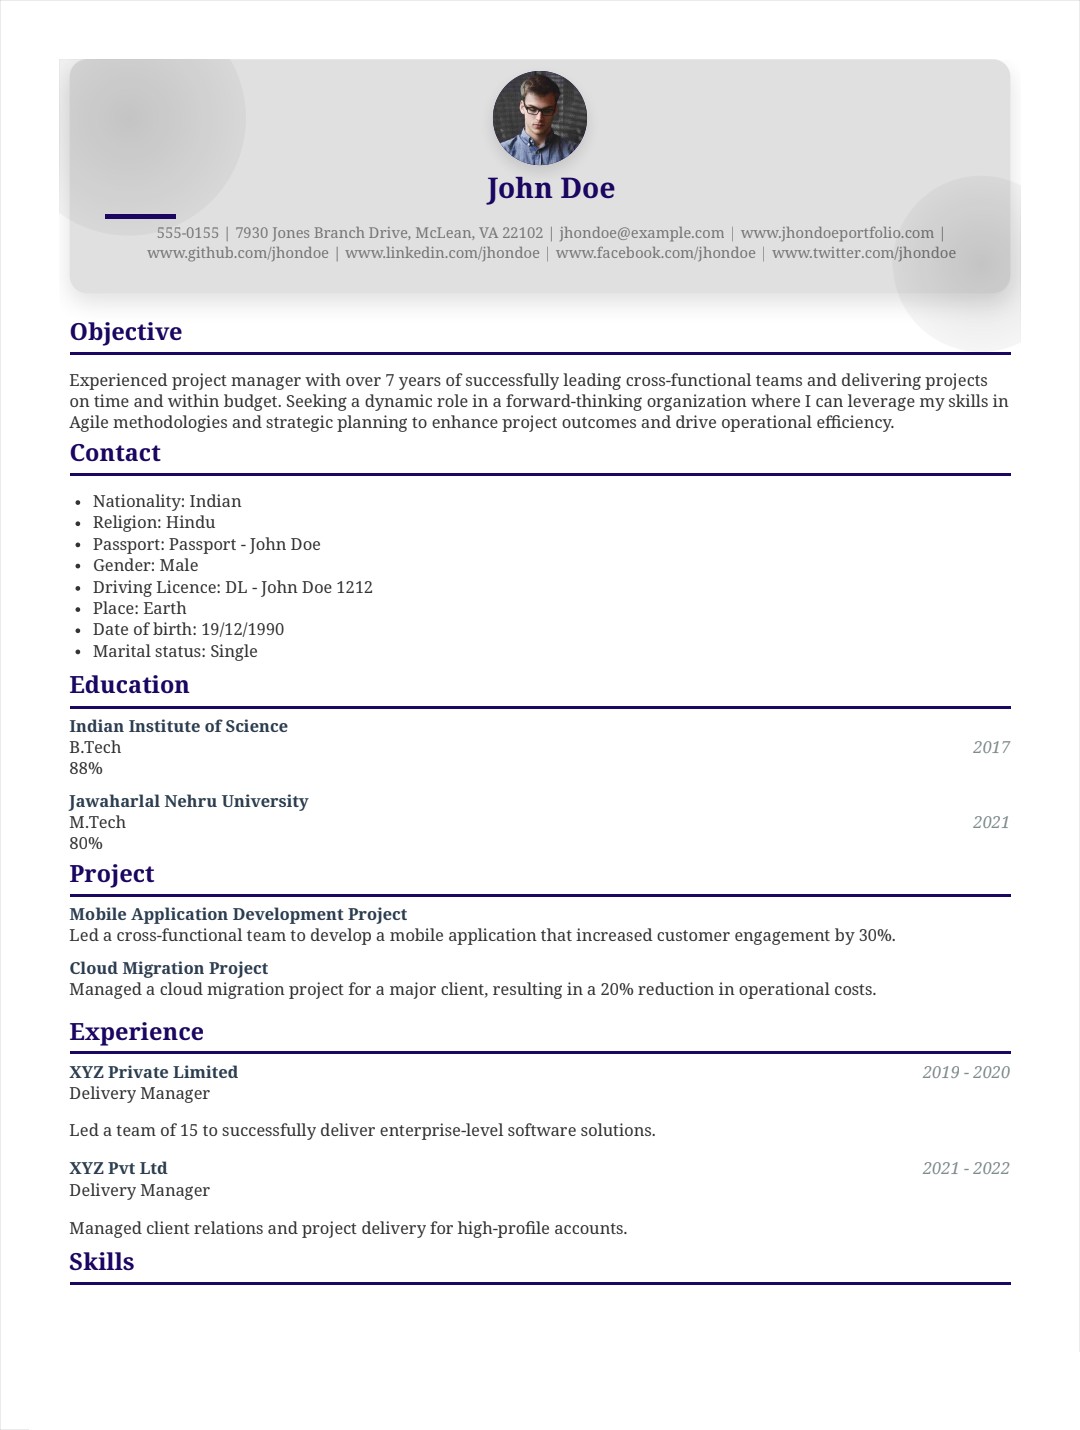 John Doe
555-0155 | 7930 Jones Branch Drive, McLean, VA 22102 | jhondoe@example.com | www.jhondoeportfolio.com |
www.github.com/jhondoe | www.linkedin.com/jhondoe | www.facebook.com/jhondoe | www.twitter.com/jhondoe
Objective
Experienced project manager with over 7 years of successfully leading cross-functional teams and delivering projects
on time and within budget. Seeking a dynamic role in a forward-thinking organization where I can leverage my skills in
Agile methodologies and strategic planning to enhance project outcomes and drive operational efficiency.
Contact
• Nationality: Indian
• Religion: Hindu
• Passport: Passport - John Doe
• Gender: Male
• Driving Licence: DL - John Doe 1212
• Place: Earth
• Date of birth: 19/12/1990
• Marital status: Single
Education
Indian Institute of Science
B.Tech 2017
88%
Jawaharlal Nehru University
M.Tech 2021
80%
Project
Mobile Application Development Project
Led a cross-functional team to develop a mobile application that increased customer engagement by 30%.
Cloud Migration Project
Managed a cloud migration project for a major client, resulting in a 20% reduction in operational costs.
Experience
XYZ Private Limited 2019 - 2020
Delivery Manager
Led a team of 15 to successfully deliver enterprise-level software solutions.
XYZ Pvt Ltd 2021 - 2022
Delivery Manager
Managed client relations and project delivery for high-profile accounts.
Skills